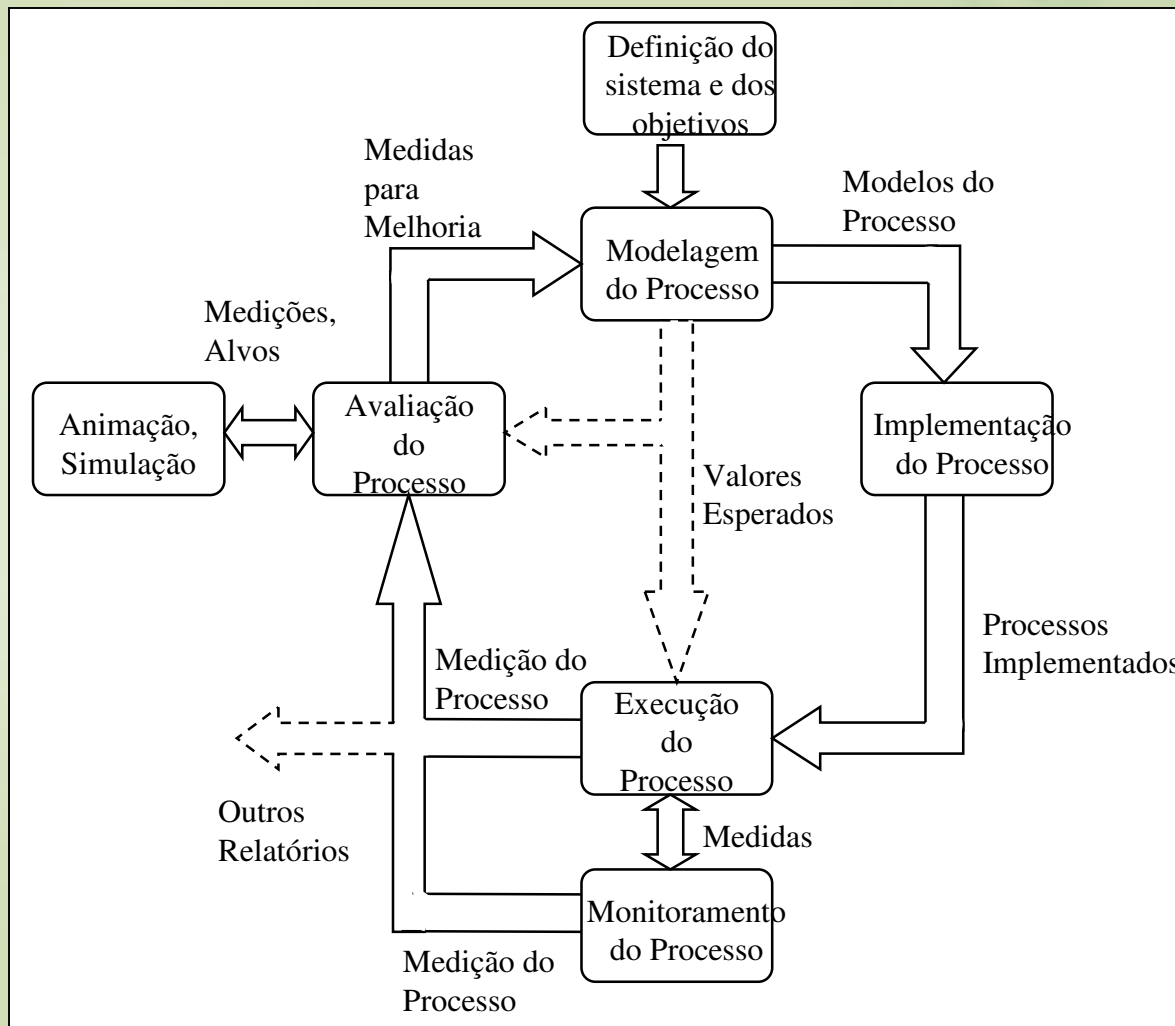 Definição do
sistema e dos
objetivos
Medidas
para
Melhoria
Modelos do
Processo
Modelagem
do Processo
Medições,
Alvos
Animação,
Simulação
Avaliação
do
Processo
Implementação
do Processo
Valores
Esperados
Processos
Implementados
Medição do
Processo
Execução
do
Processo
Outros
Relatórios
Medidas
Monitoramento
do Processo
Medição do
Processo